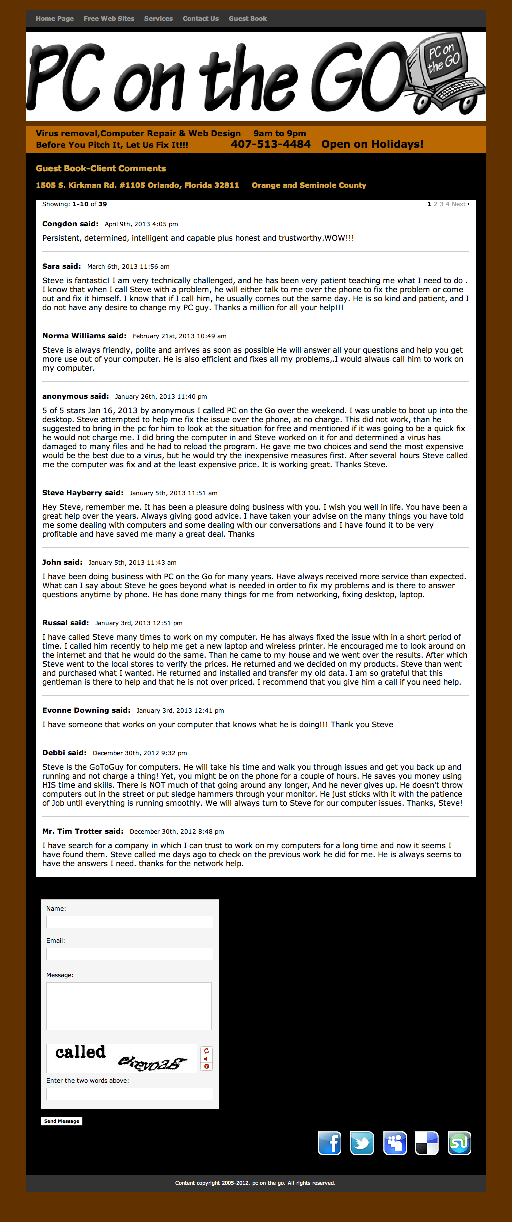 Home Page Free Web Sites Services Contact Us Guest Book
PC on the GO
PC on the GO
Virus removal,Computer Repair & Web Design 9am to 9pm
Before You Pitch It, Let Us Fix It!!! 407-513-4484 Open on Holidays!
Guest Book-Client Comments
1505 S. Kirkman Rd. #1105 Orlando, Florida 32811 Orange and Seminole County
Showing: 1-10 of 39 1 2 3 4 Next ›
Congdon said: April 9th, 2013 4:05 pm
Persistent, determined, intelligent and capable plus honest and trustworthy.WOW!!!
Sara said: March 6th, 2013 11:56 am
Steve is fantastic! I am very technically challenged, and he has been very patient teaching me what I need to do .
I know that when I call Steve with a problem, he will either talk to me over the phone to fix the problem or come
out and fix it himself. I know that if I call him, he usually comes out the same day. He is so kind and patient, and I
do not have any desire to change my PC guy. Thanks a million for all your help!!!
Norma Williams said: February 21st, 2013 10:49 am
Steve is always friendly, polite and arrives as soon as possible He will answer all your questions and help you get
more use out of your computer. He is also efficient and fixes all my problems,.I would alwaus call him to work on
my computer.
anonymous said: January 26th, 2013 11:40 pm
5 of 5 stars Jan 16, 2013 by anonymous I called PC on the Go over the weekend. I was unable to boot up into the
desktop. Steve attempted to help me fix the issue over the phone, at no charge. This did not work, than he
suggested to bring in the pc for him to look at the situation for free and mentioned if it was going to be a quick fix
he would not charge me. I did bring the computer in and Steve worked on it for and determined a virus has
damaged to many files and he had to reload the program. He gave me two choices and send the most expensive
would be the best due to a virus, but he would try the inexpensive measures first. After several hours Steve called
me the computer was fix and at the least expensive price. It is working great. Thanks Steve.
Steve Hayberry said: January 5th, 2013 11:51 am
Hey Steve, remember me. It has been a pleasure doing business with you. I wish you well in life. You have been a
great help over the years. Always giving good advice. I have taken your advise on the many things you have told
me some dealing with computers and some dealing with our conversations and I have found it to be very
profitable and have saved me many a great deal. Thanks
John said: January 5th, 2013 11:43 am
I have been doing business with PC on the Go for many years. Have always received more service than expected.
What can I say about Steve he goes beyond what is needed in order to fix my problems and is there to answer
questions anytime by phone. He has done many things for me from networking, fixing desktop, laptop.
Russal said: January 3rd, 2013 12:51 pm
I have called Steve many times to work on my computer. He has always fixed the issue with in a short period of
time. I called him recently to help me get a new laptop and wireless printer. He encouraged me to look around on
the internet and that he would do the same. Than he came to my house and we went over the results. After which
Steve went to the local stores to verify the prices. He returned and we decided on my products. Steve than went
and purchased what I wanted. He returned and installed and transfer my old data. I am so grateful that this
gentleman is there to help and that he is not over priced. I recommend that you give him a call if you need help.
Evonne Downing said: January 3rd, 2013 12:41 pm
I have someone that works on your computer that knows what he is doing!!! Thank you Steve
Debbi said: December 30th, 2012 9:32 pm
Steve is the GoToGuy for computers. He will take his time and walk you through issues and get you back up and
running and not charge a thing! Yet, you might be on the phone for a couple of hours. He saves you money using
HIS time and skills. There is NOT much of that going around any longer, And he never gives up. He doesn't throw
computers out in the street or put sledge hammers through your monitor. He just sticks with it with the patience
of Job until everything is running smoothly. We will always turn to Steve for our computer issues. Thanks, Steve!
Mr. Tim Trotter said: December 30th, 2012 8:48 pm
I have search for a company in which I can trust to work on my computers for a long time and now it seems I
have found them. Steve called me days ago to check on the previous work he did for me. He is always seems to
have the answers I need. thanks for the network help.
Name:
Email:
Message:
called
Enter the two words above:
Send Message
Content copyright 2005-2012. pc on the go. All rights reserved.